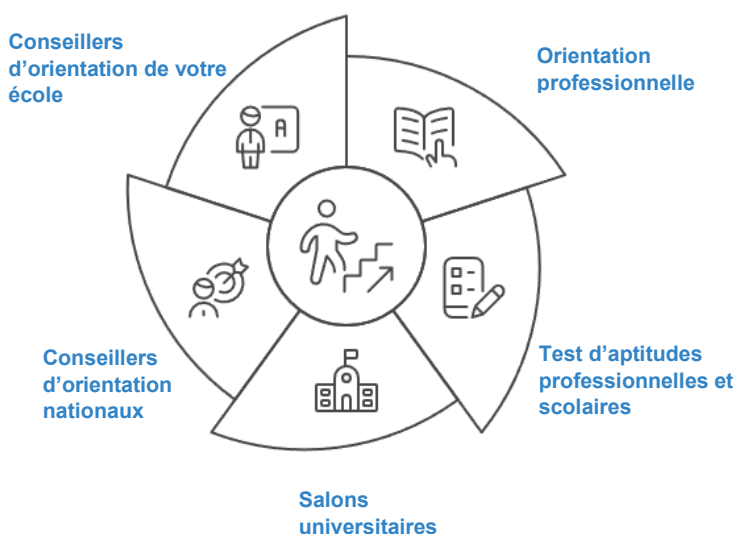 Conseillers
d'orientation de votre
école
Orientation
professionnelle
A
Conseillers
d'orientation
nationaux
Test d'aptitudes
professionnelles et
scolaires
Salons
universitaires